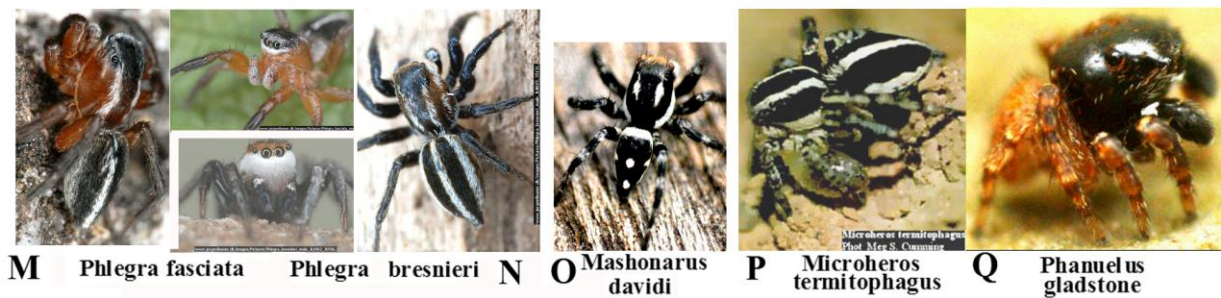 Microheros termitophagus
Phot Meg S. Cumming
M Phlegra fasciata Phlegra bresnieri N O Mashonarus davidi P Microheros termitophagus Q Phanuelus gladstone